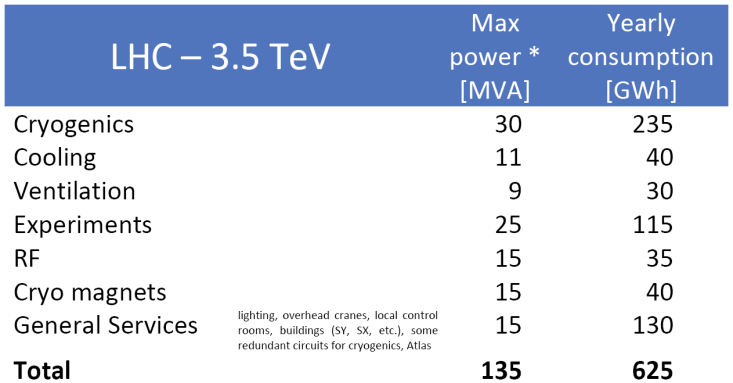 LHC – 3.5 TeV Max power * [MVA] Yearly consumption [GWh]
Cryogenics 30 235
Cooling 11 40
Ventilation 9 30
Experiments 25 115
RF 15 35
Cryo magnets 15 40
General Services lighting, overhead cranes, local control rooms, buildings (SY, SX, etc.), some redundant circuits for cryogenics, Atlas 15 130
Total 135 625